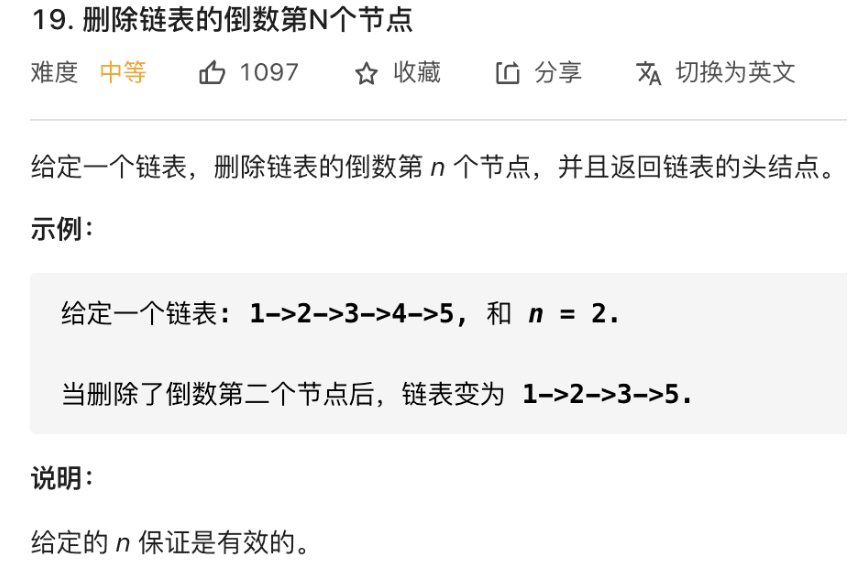 19. 删除链表的倒数第N个节点
难度 中等 1097 收藏 分享 切换为英文
给定一个链表，删除链表的倒数第 n 个节点，并且返回链表的头结点。
示例：
给定一个链表: 1->2->3->4->5, 和 n = 2.
当删除了倒数第二个节点后，链表变为 1->2->3->5.
说明：
给定的 n 保证是有效的。